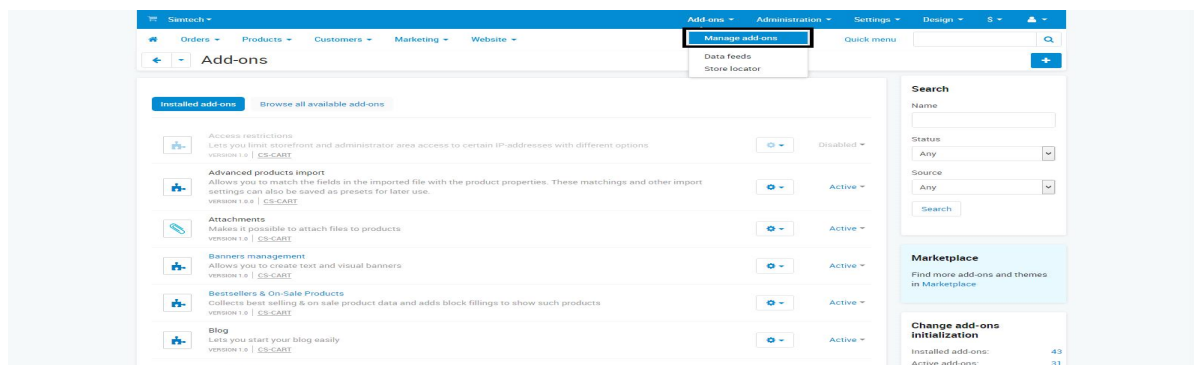 Simtech
Add-ons Administration Settings Design $
Orders Products Customers Marketing Website
Manage add-ons
Quick menu
Data feeds
Store locator
Add-ons
Installed add-ons Browse all available add-ons
Access restrictions
Lets you limit storefront and administrator area access to certain IP-addresses with different options
VERSION 1.0 | CS-CART
Disabled
Advanced products import
Allows you to match the fields in the imported file with the product properties. These matchings and other import
settings can also be saved as presets for later use.
VERSION 1.0.0 | CS-CART
Active
Attachments
Makes it possible to attach files to products
VERSION 1.0 | CS-CART
Active
Banners management
Allows you to create text and visual banners
VERSION 1.0 | CS-CART
Active
Bestsellers & On-Sale Products
Collects best selling & on sale product data and adds block fillings to show such products
VERSION 1.0 | CS-CART
Active
Blog
Lets you start your blog easily
VERSION 1.0 | CS-CART
Active
Search
Name
Status
Any
Source
Any
Search
Marketplace
Find more add-ons and themes
in Marketplace
Change add-ons
initialization
Installed add-ons: 43
Active add-ons: 31